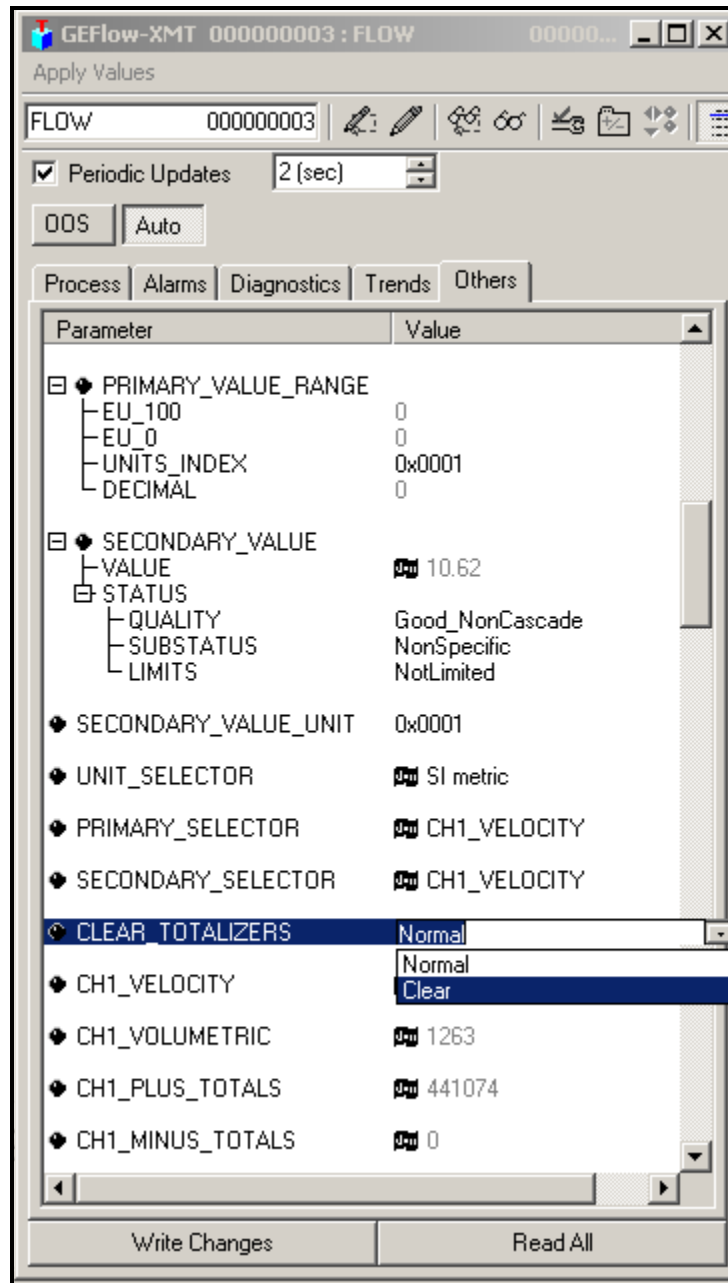 GEFlow-XMT 000000003 : FLOW 00000...
Apply Values
FLOW 000000003
Periodic Updates 2 (sec)
OOS Auto
Process Alarms Diagnostics Trends Others
Parameter Value
PRIMARY_VALUE_RANGE
EU_100 0
EU_0 0
UNITS_INDEX 0x0001
DECIMAL 0
SECONDARY_VALUE
VALUE 10.62
STATUS
QUALITY Good_NonCascade
SUBSTATUS NonSpecific
LIMITS NotLimited
SECONDARY_VALUE_UNIT 0x0001
UNIT_SELECTOR SI metric
PRIMARY_SELECTOR CH1_VELOCITY
SECONDARY_SELECTOR CH1_VELOCITY
CLEAR_TOTALIZERS Normal
Normal
CH1_VELOCITY Clear
CH1_VOLUMETRIC 1263
CH1_PLUS_TOTALS 441074
CH1_MINUS_TOTALS 0
Write Changes Read All